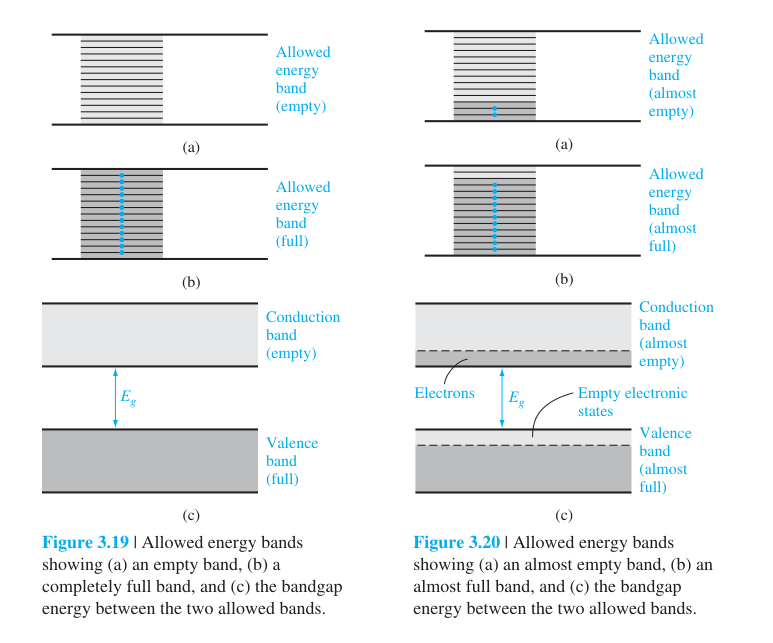 Allowed
energy
band
(empty)
(a)
Allowed
energy
band
(full)
(b)
Conduction
band
(empty)
E_g
Valence
band
(full)
(c)
Figure 3.19 | Allowed energy bands
showing (a) an empty band, (b) a
completely full band, and (c) the bandgap
energy between the two allowed bands.
Allowed
energy
band
(almost
empty)
(a)
Allowed
energy
band
(almost
full)
(b)
Conduction
band
(almost
empty)
Electrons
E_g
Empty electronic
states
Valence
band
(almost
full)
(c)
Figure 3.20 | Allowed energy bands
showing (a) an almost empty band, (b) an
almost full band, and (c) the bandgap
energy between the two allowed bands.